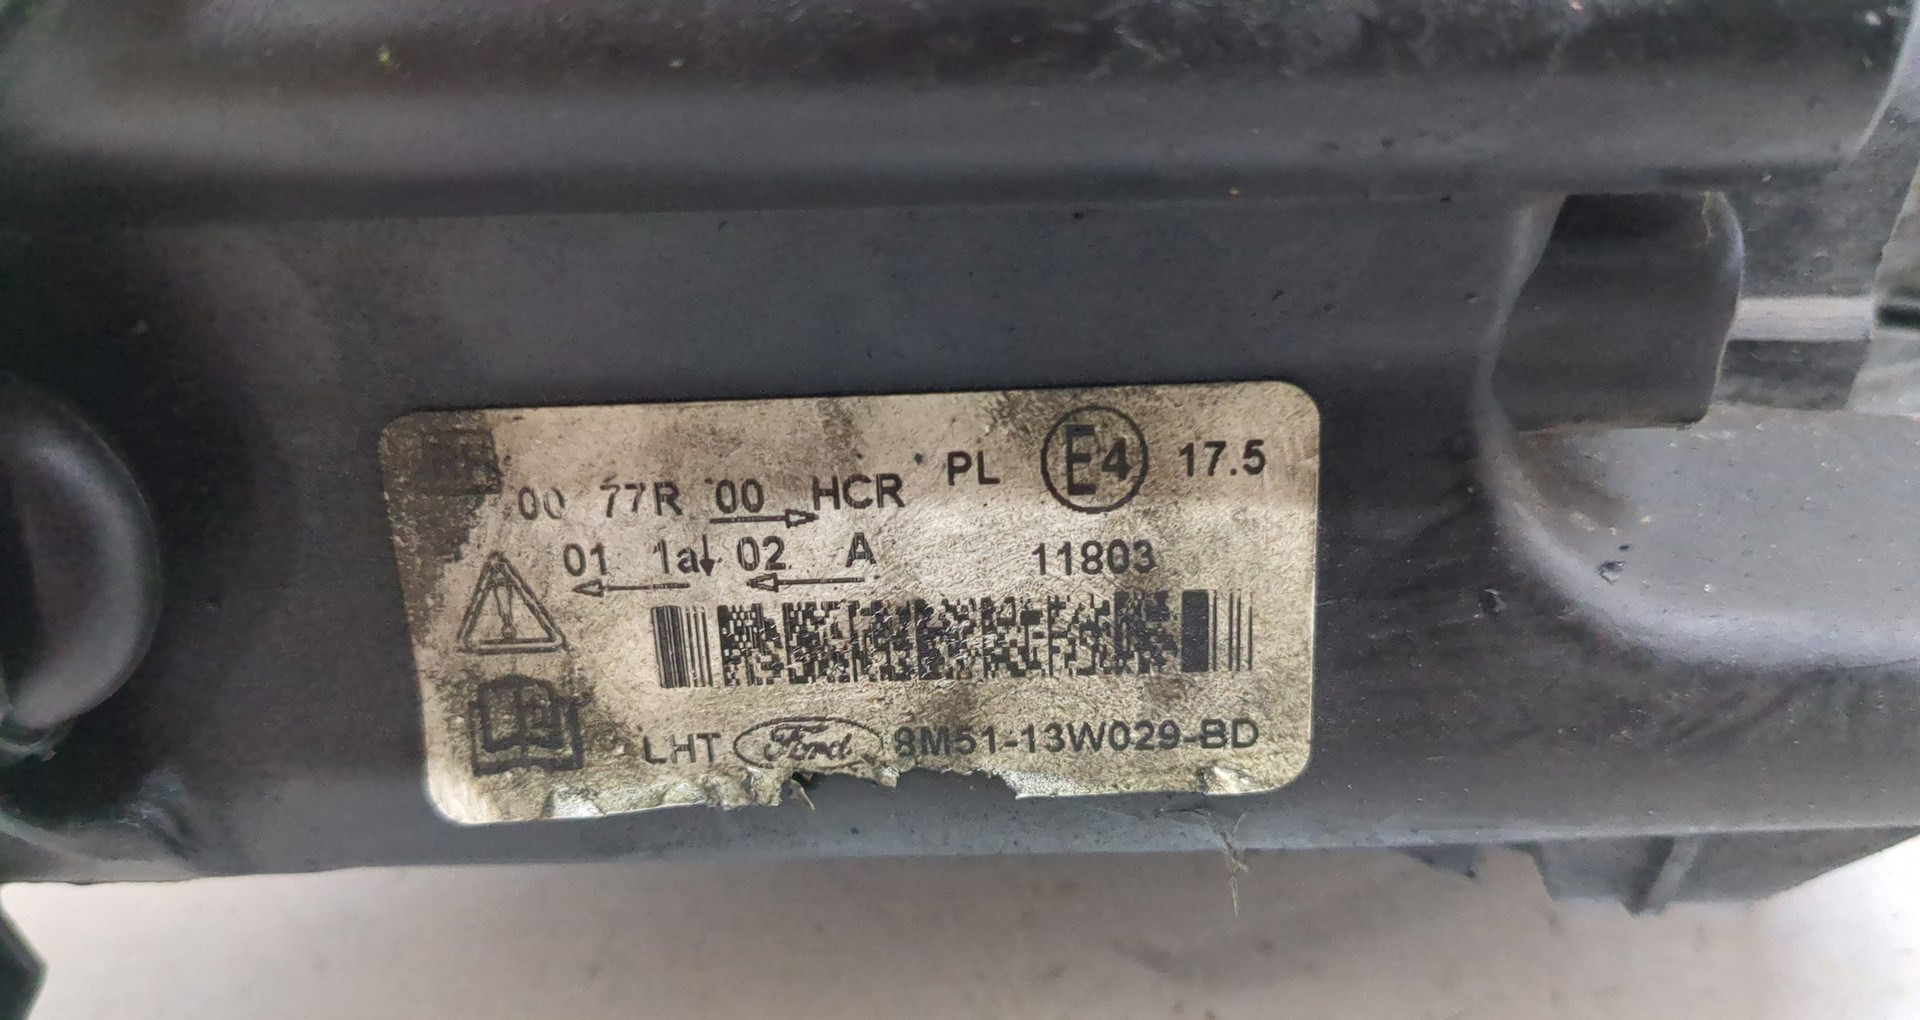 00 77R 00 HCR PL E4 17.5
01 1a 02 A 11803
LHT Ford 8M51-13W029-BD